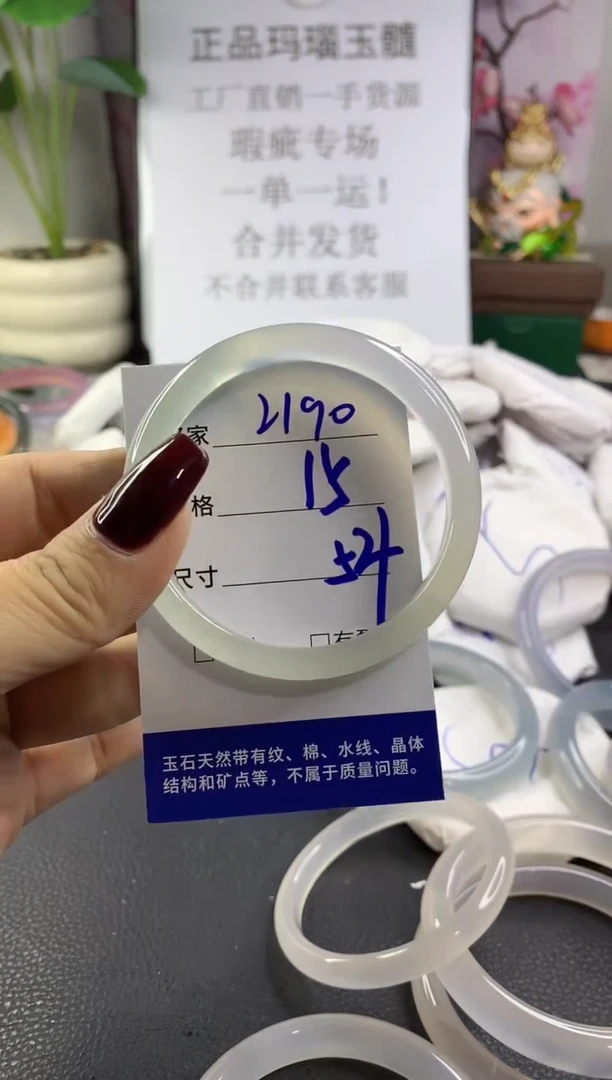 正品玛瑙玉髓
工厂直销一手货源
瑕疵专场
一单一运!
合并发货
不合并联系客服
家 2190
格 15
尺寸 54
玉石天然带有纹、棉、水线、晶体
结构和矿点等，不属于质量问题。